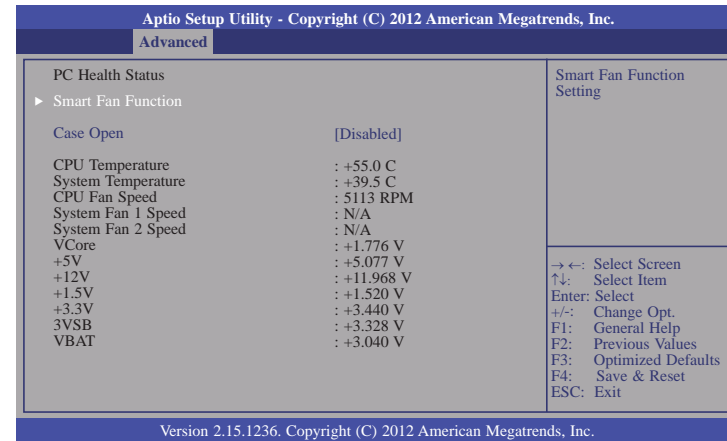 Aptio Setup Utility - Copyright (C) 2012 American Megatrends, Inc.
Advanced
PC Health Status
▶ Smart Fan Function
Case Open [Disabled]
CPU Temperature : +55.0 C
System Temperature : +39.5 C
CPU Fan Speed : 5113 RPM
System Fan 1 Speed : N/A
System Fan 2 Speed : N/A
VCore : +1.776 V
+5V : +5.077 V
+12V : +11.968 V
+1.5V : +1.520 V
+3.3V : +3.440 V
3VSB : +3.328 V
VBAT : +3.040 V
Smart Fan Function
Setting
→←: Select Screen
↑↓: Select Item
Enter: Select
+/-: Change Opt.
F1: General Help
F2: Previous Values
F3: Optimized Defaults
F4: Save & Reset
ESC: Exit
Version 2.15.1236. Copyright (C) 2012 American Megatrends, Inc.